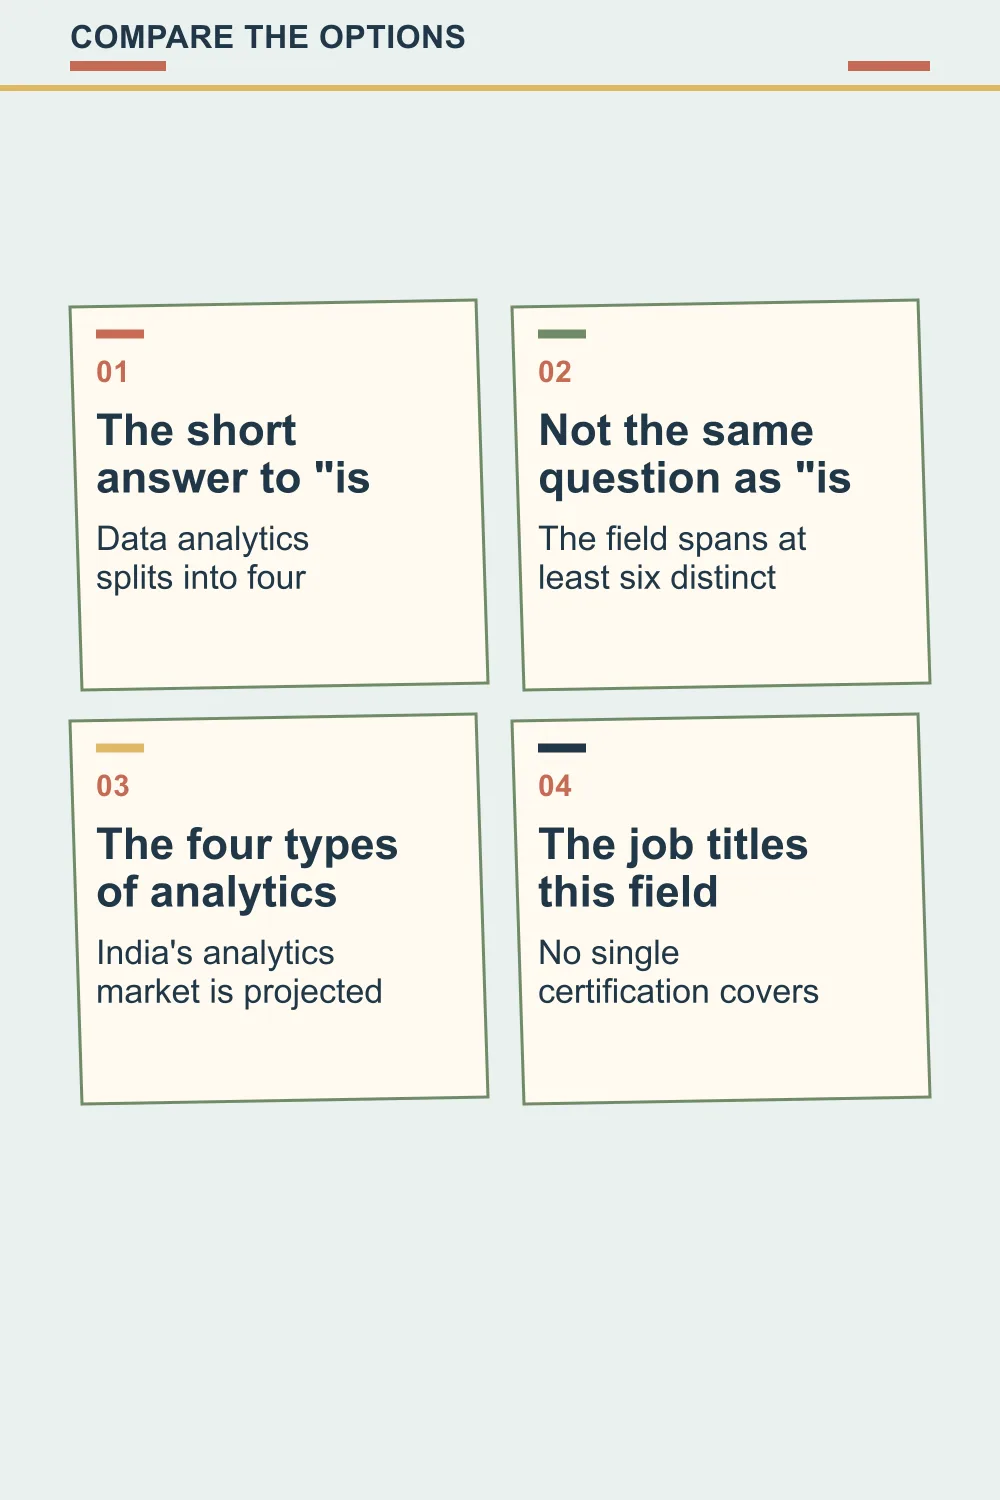 COMPARE THE OPTIONS
01
The short
answer to "is
Data analytics
splits into four
02
Not the same
question as "is
The field spans at
least six distinct
03
The four types
of analytics
India's analytics
market is projected
04
The job titles
this field
No single
certification covers